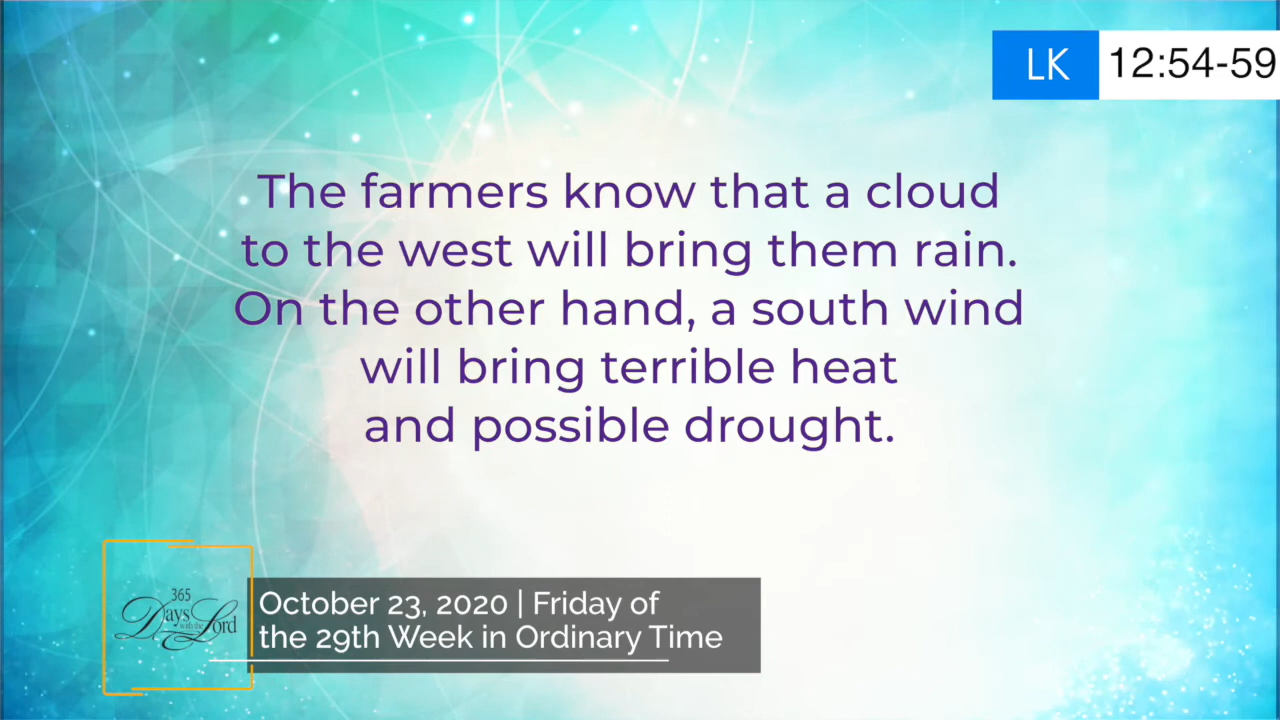 LK 12:54-59
The farmers know that a cloud
to the west will bring them rain.
On the other hand, a south wind
will bring terrible heat
and possible drought.
365
Days with the Lord
October 23, 2020 | Friday of
the 29th Week in Ordinary Time